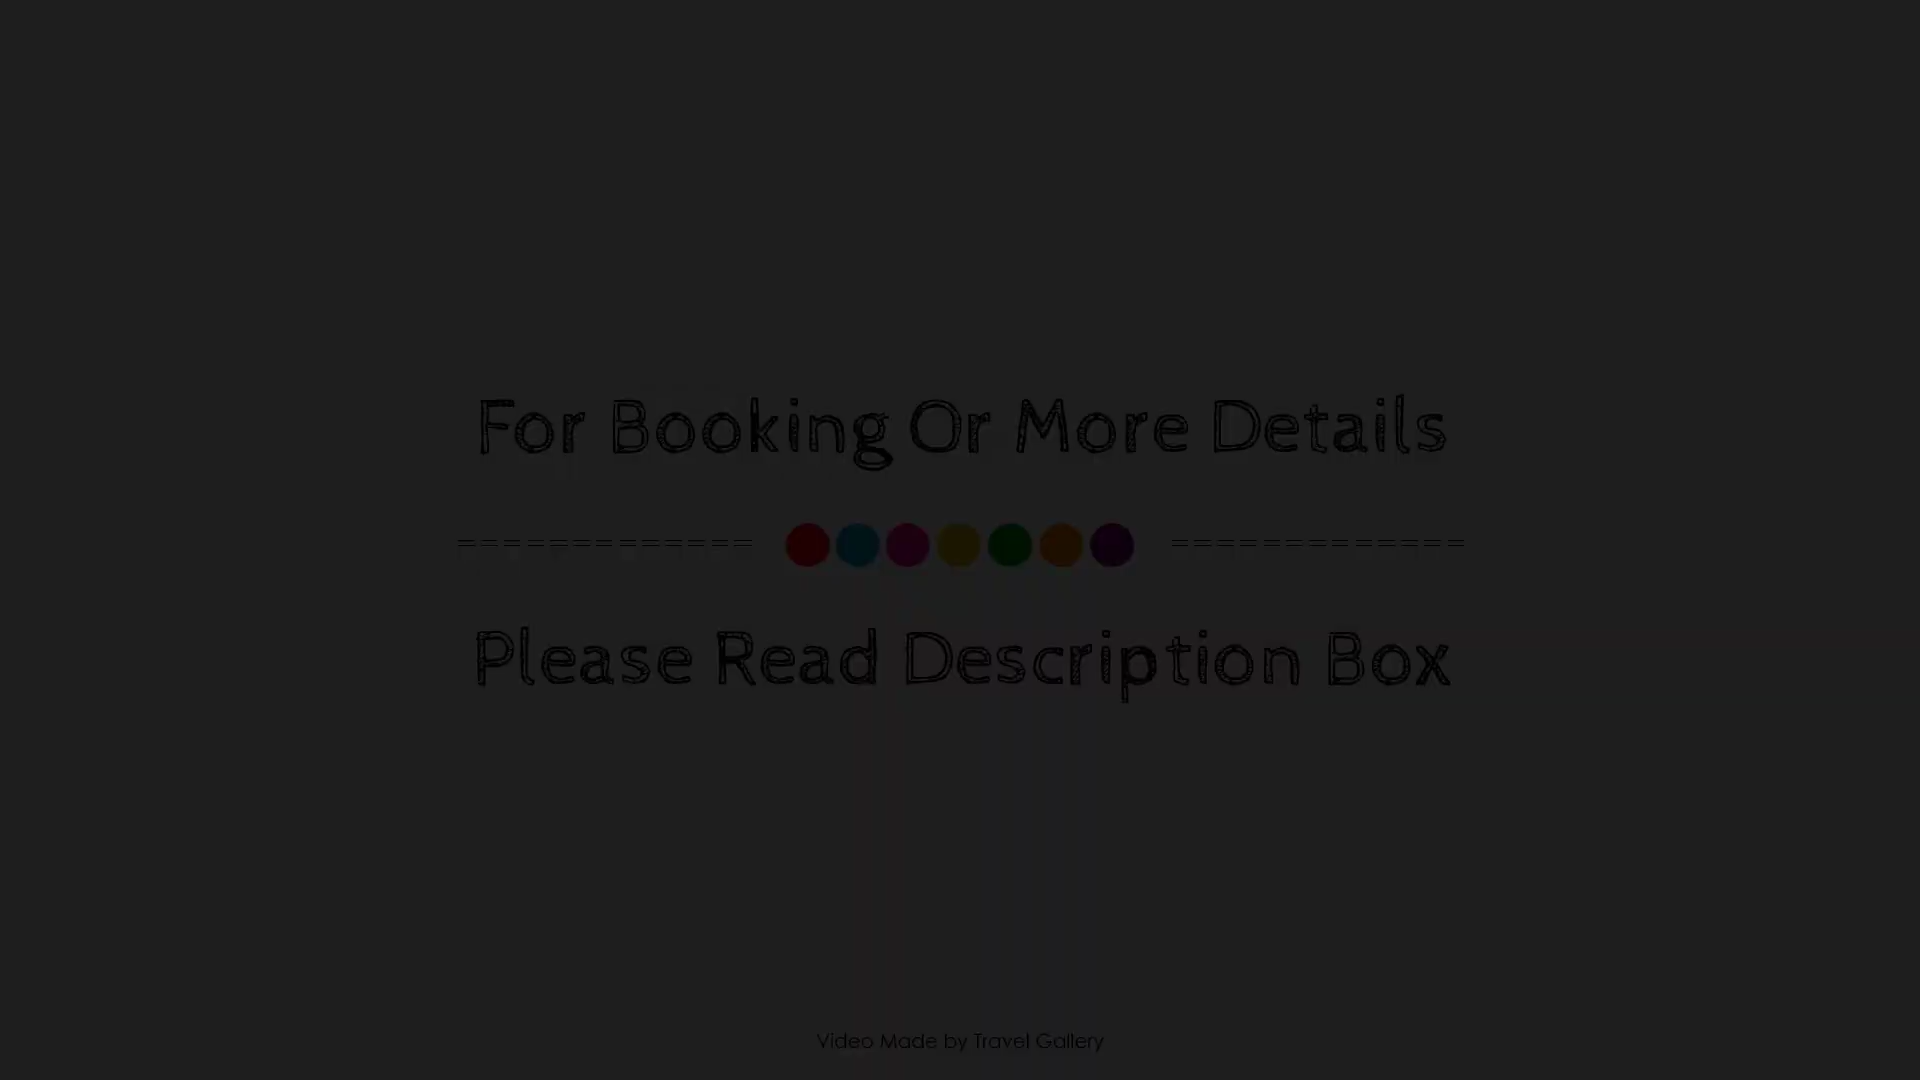 For Booking Or More Details
============= =============
Please Read Description Box
Video Made by Travel Gallery